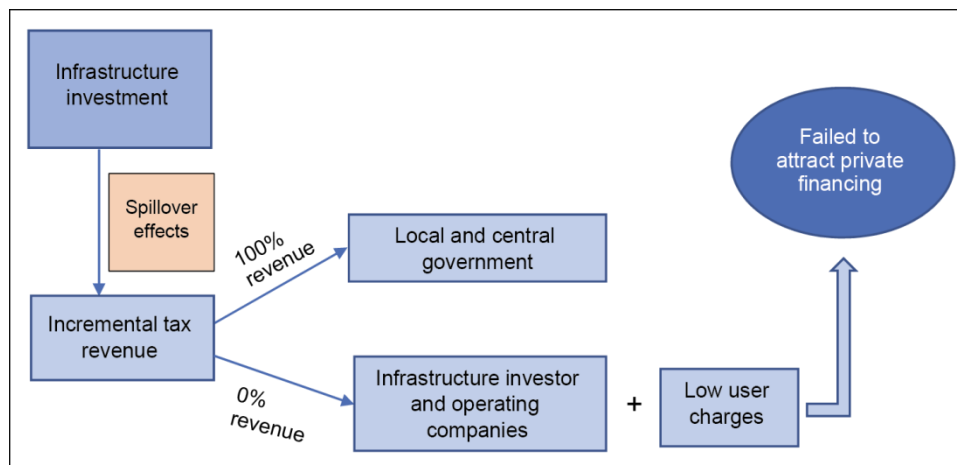 Infrastructure
investment
Spillover
effects
Incremental tax
revenue
100%
revenue
0%
revenue
Local and central
government
Infrastructure investor
and operating
companies
+
Low user
charges
Failed to
attract private
financing